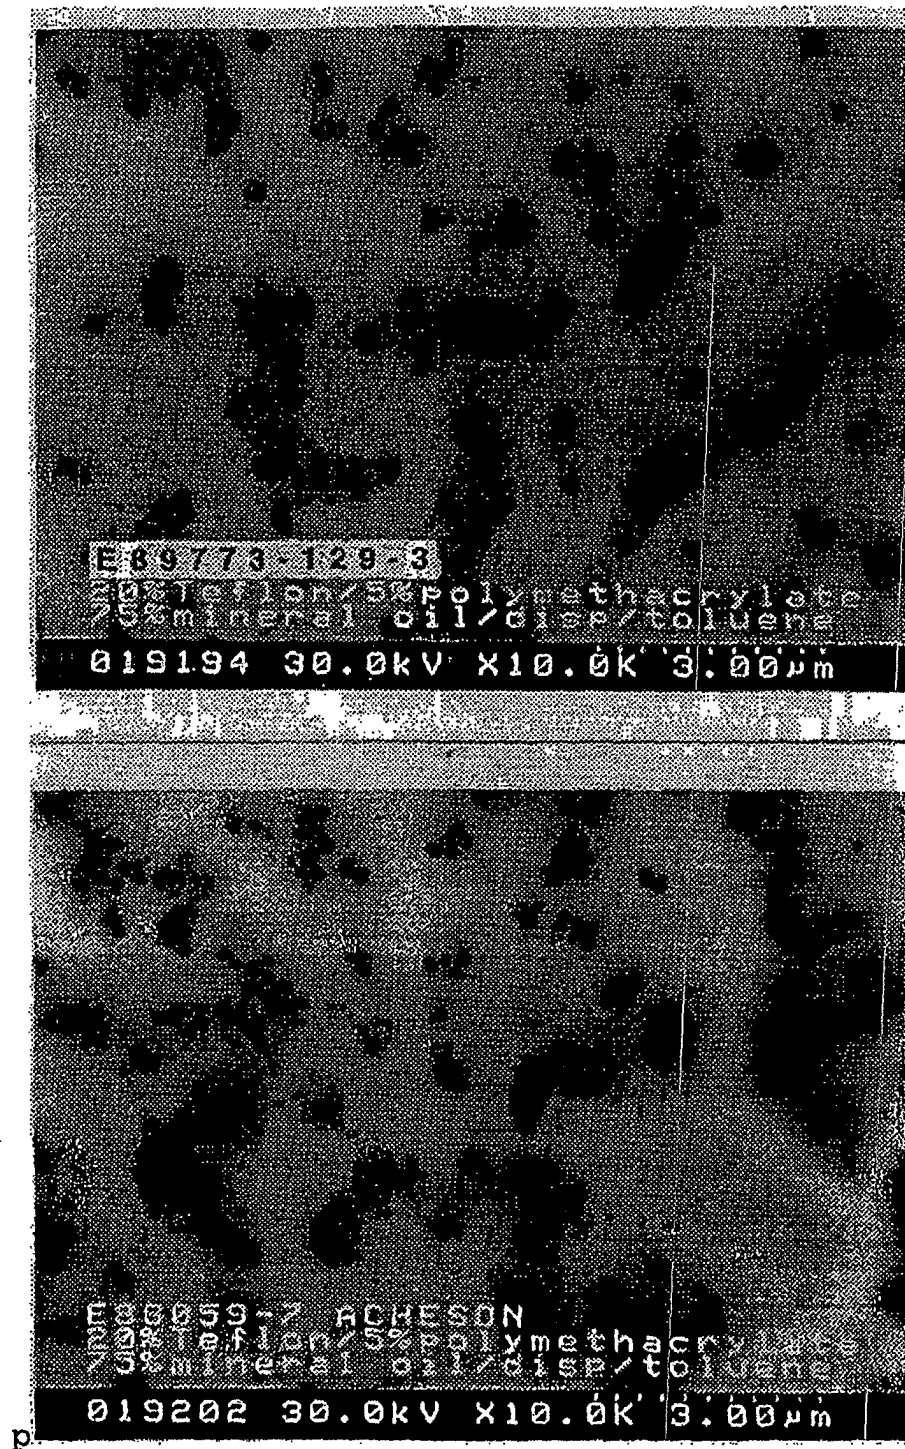 E89773-129-3
20%Teflon/5%polymethacrylate
75%mineral oil/disp/toluene
019194 30.0kV X10.0K 3.00µm
E88059-7 ACHESON
20%Teflon/5%polymethacrylate
75%mineral oil/disp/toluene
019202 30.0kV X10.0K 3.00µm
p